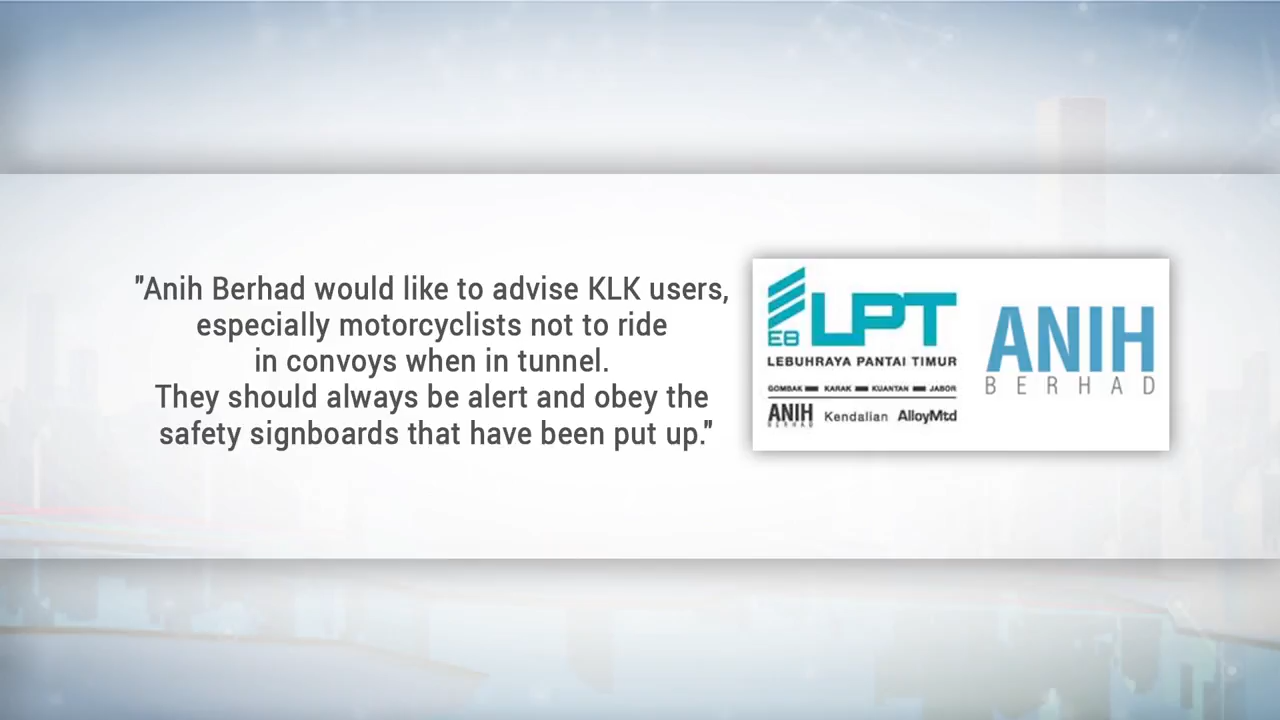 "Anih Berhad would like to advise KLK users,
especially motorcyclists not to ride
in convoys when in tunnel.
They should always be alert and obey the
safety signboards that have been put up."
E8 LPT
LEBUHRAYA PANTAI TIMUR
GOMBAK KARAK KUANTAN JABOR
ANIH BERHAD Kendalian AlloyMtd
ANIH
BERHAD